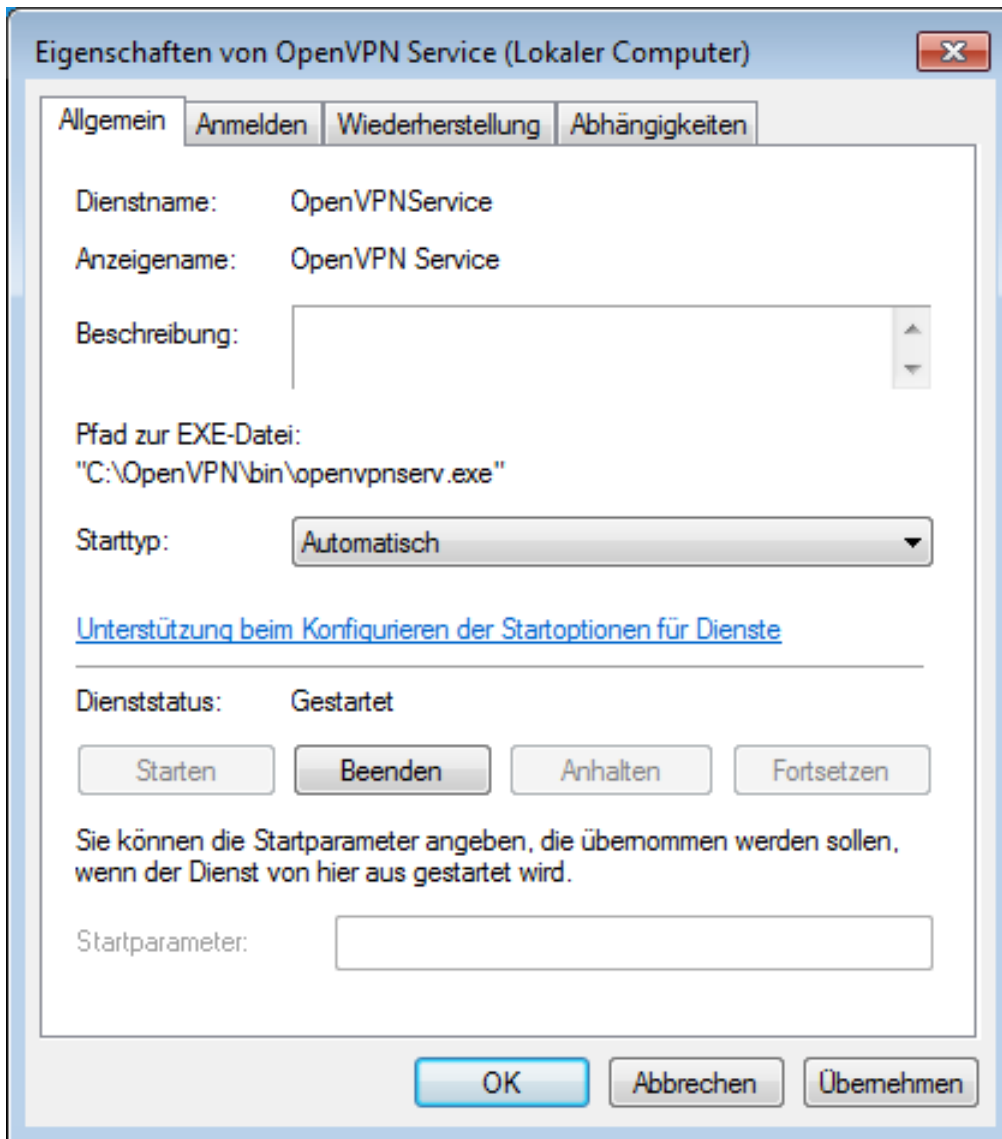 Eigenschaften von OpenVPN Service (Lokaler Computer)
Allgemein Anmelden Wiederherstellung Abhängigkeiten
Dienstname: OpenVPNService
Anzeigename: OpenVPN Service
Beschreibung:
Pfad zur EXE-Datei:
"C:\OpenVPN\bin\openvpnserv.exe"
Starttyp: Automatisch
Unterstützung beim Konfigurieren der Startoptionen für Dienste
Dienststatus: Gestartet
Starten Beenden Anhalten Fortsetzen
Sie können die Startparameter angeben, die übernommen werden sollen,
wenn der Dienst von hier aus gestartet wird.
Startparameter:
OK Abbrechen Übernehmen